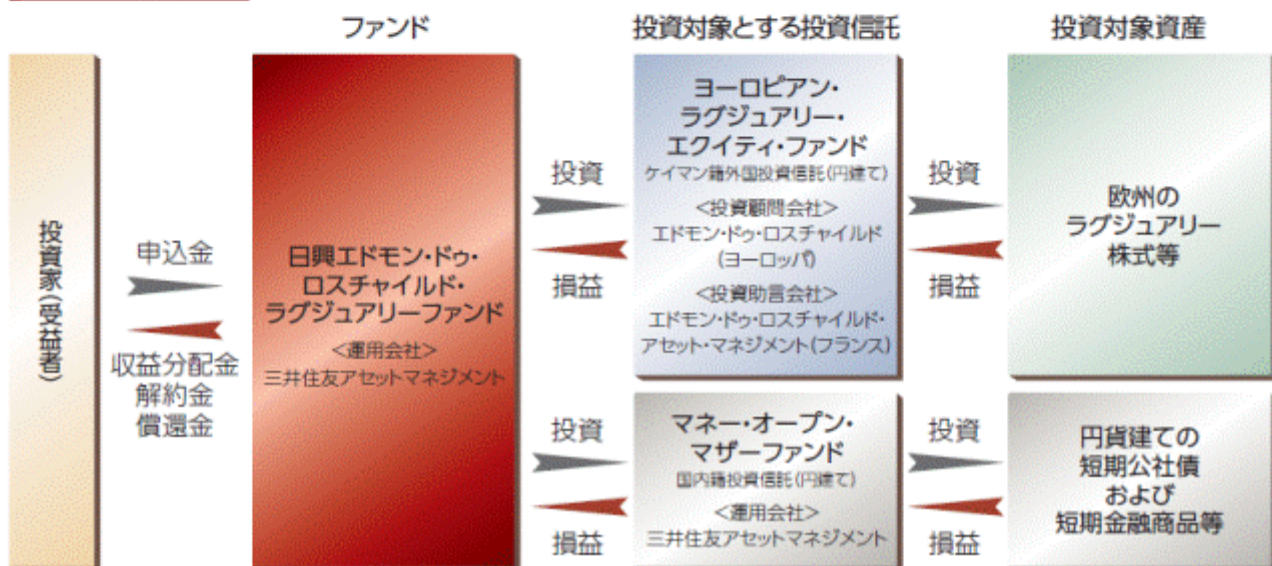 ファンド
投資対象とする投資信託
投資対象資産
投資家(受益者)
申込金
収益分配金
解約金
償還金
日興エドモン・ドゥ・
ロスチャイルド・
ラグジュアリーファンド
<運用会社>
三井住友アセットマネジメント
投資
損益
ヨーロピアン・
ラグジュアリー・
エクイティ・ファンド
ケイマン籍外国投資信託(円建て)
<投資顧問会社>
エドモン・ドゥ・ロスチャイルド
(ヨーロッパ)
<投資助言会社>
エドモン・ドゥ・ロスチャイルド・
アセット・マネジメント(フランス)
投資
損益
欧州の
ラグジュアリー
株式等
投資
損益
マネー・オープン・
マザーファンド
国内籍投資信託(円建て)
<運用会社>
三井住友アセットマネジメント
投資
損益
円貨建ての
短期公社債
および
短期金融商品等